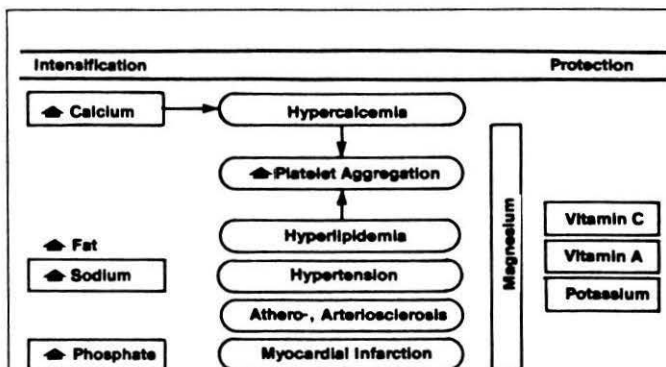 Intensification Protection
⬆ Calcium Hypercalcemia
⬆ Platelet Aggregation
Magnesium
Hyperlipidemia
Vitamin C
⬆ Fat
Vitamin A
⬆ Sodium Hypertension
Potassium
Athero-, Arteriosclerosis
⬆ Phosphate Myocardial Infarction